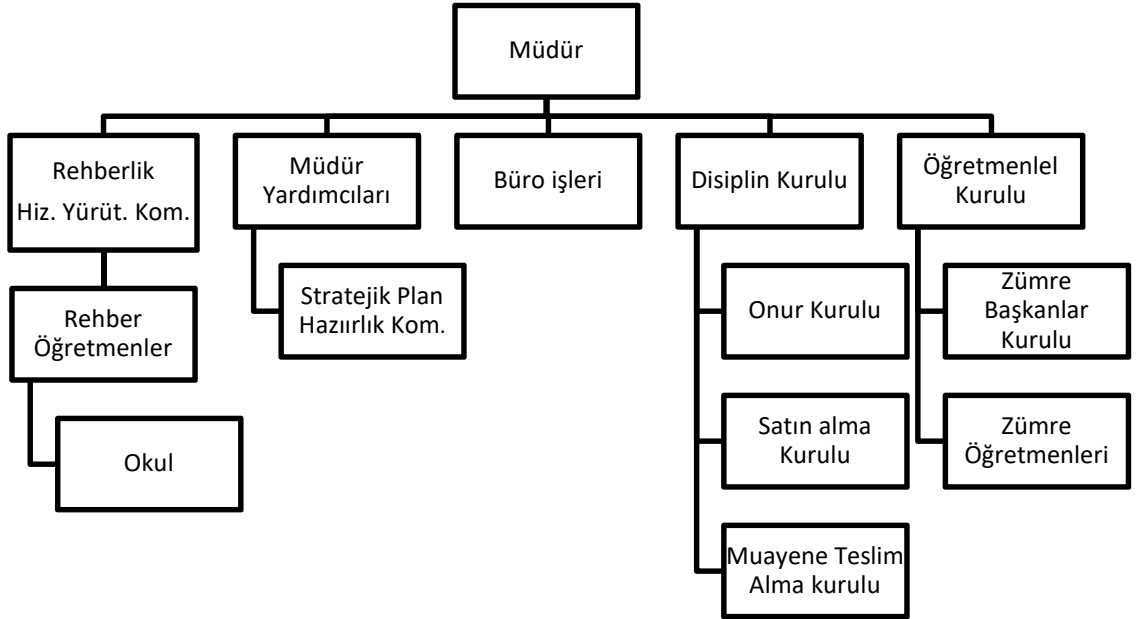 Müdür
Rehberlik
Hiz. Yürüt. Kom.
Müdür
Yardımcıları
Büro işleri
Disiplin Kurulu
Öğretmenlel
Kurulu
Rehber
Öğretmenler
Stratejik Plan
Hazıırlık Kom.
Onur Kurulu
Zümre
Başkanlar
Kurulu
Okul
Satın alma
Kurulu
Zümre
Öğretmenleri
Muayene Teslim
Alma kurulu